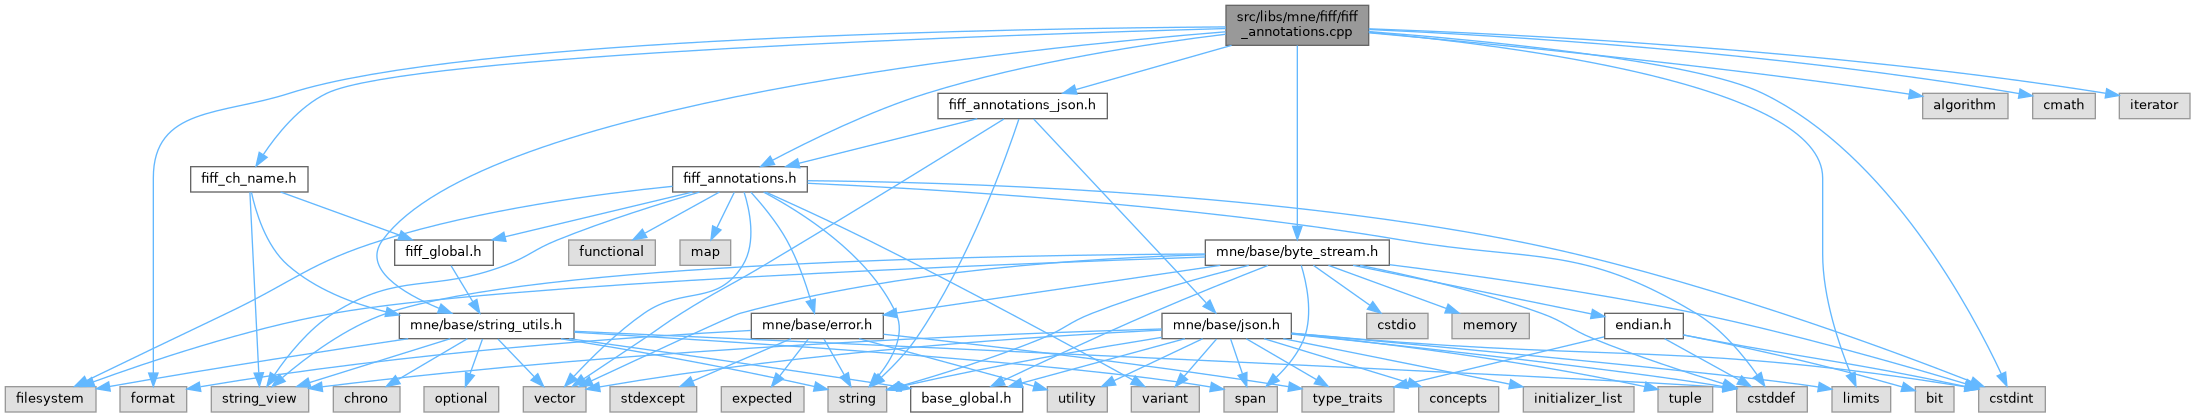 src/libs/mne/fiff/fiff
_annotations.cpp
fiff_annotations_json.h
algorithm
cmath
iterator
fiff_ch_name.h
fiff_annotations.h
fiff_global.h
functional
map
mne/base/byte_stream.h
mne/base/string_utils.h
mne/base/error.h
mne/base/json.h
cstdio
memory
endian.h
filesystem
format
string_view
chrono
optional
vector
stdexcept
expected
string
base_global.h
utility
variant
span
type_traits
concepts
initializer_list
tuple
cstddef
limits
bit
cstdint